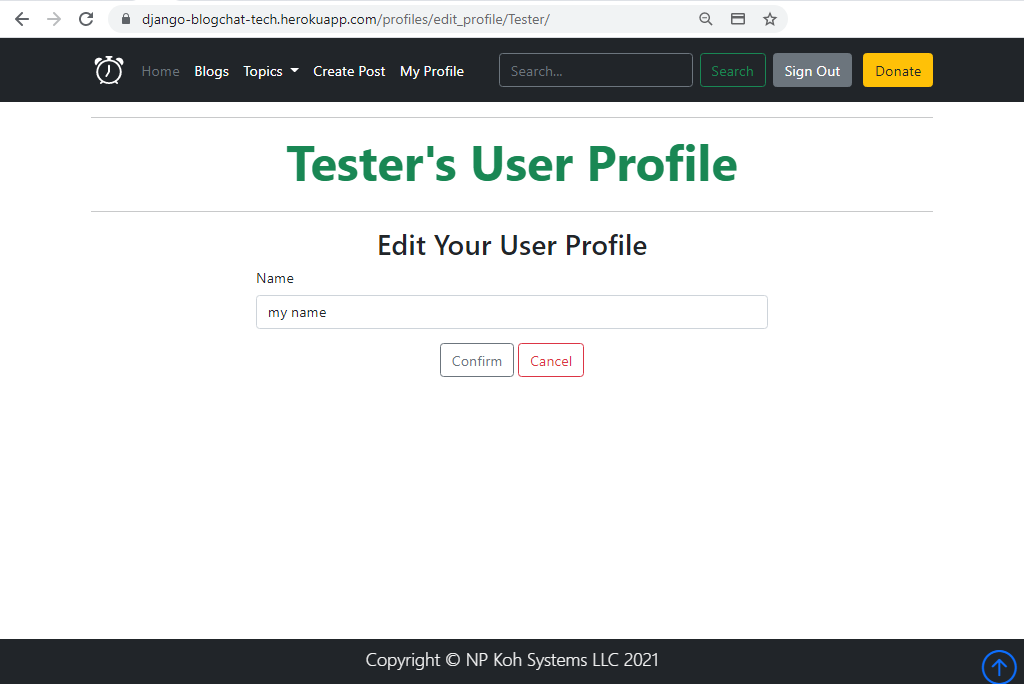 django-blogchat-tech.herokuapp.com/profiles/edit_profile/Tester/
Home Blogs Topics Create Post My Profile Search... Search Sign Out Donate
Tester's User Profile
Edit Your User Profile
Name
my name
Confirm Cancel
Copyright © NP Koh Systems LLC 2021